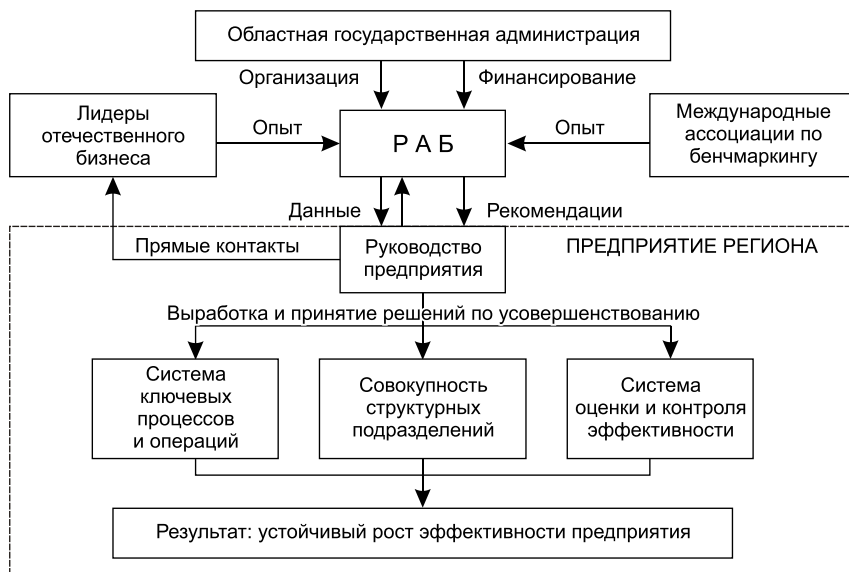 Областная государственная администрация
Организация
Финансирование
Лидеры
отечественного
бизнеса
Опыт
Р А Б
Опыт
Международные
ассоциации по
бенчмаркингу
Данные
Рекомендации
Прямые контакты
Руководство
предприятия
ПРЕДПРИЯТИЕ РЕГИОНА
Выработка и принятие решений по усовершенствованию
Система
ключевых
процессов
и операций
Совокупность
структурных
подразделений
Система
оценки и контроля
эффективности
Результат: устойчивый рост эффективности предприятия